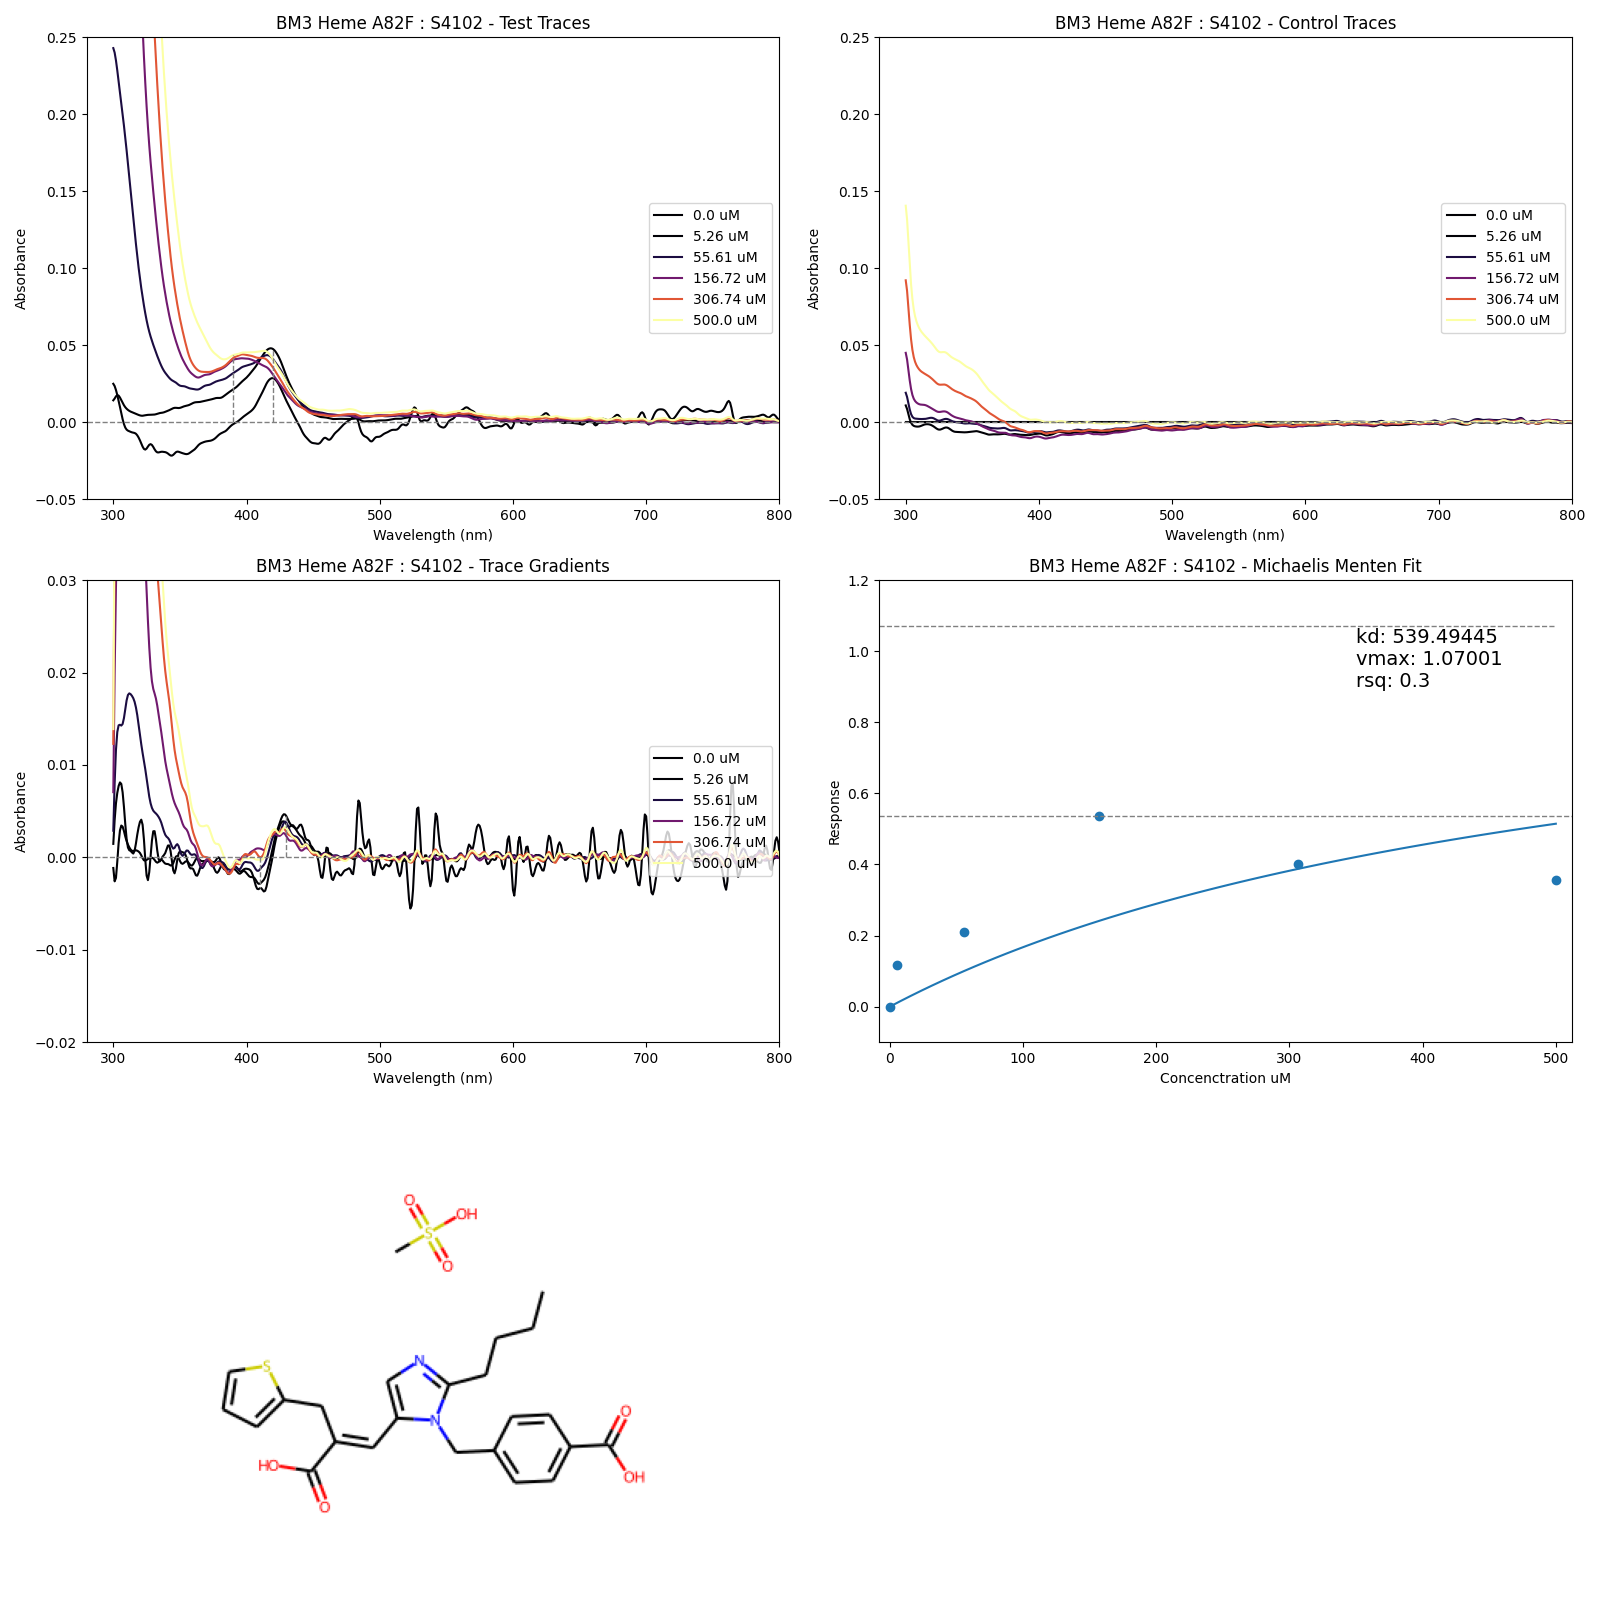 BM3 Heme A82F : S4102 - Test Traces
0.25
0.20
0.15
0.10
0.05
0.00
−0.05
Absorbance
300 400 500 600 700 800
Wavelength (nm)
0.0 uM
5.26 uM
55.61 uM
156.72 uM
306.74 uM
500.0 uM
BM3 Heme A82F : S4102 - Control Traces
0.25
0.20
0.15
0.10
0.05
0.00
−0.05
Absorbance
300 400 500 600 700 800
Wavelength (nm)
0.0 uM
5.26 uM
55.61 uM
156.72 uM
306.74 uM
500.0 uM
BM3 Heme A82F : S4102 - Trace Gradients
0.03
0.02
0.01
0.00
−0.01
−0.02
Absorbance
300 400 500 600 700 800
Wavelength (nm)
0.0 uM
5.26 uM
55.61 uM
156.72 uM
306.74 uM
500.0 uM
BM3 Heme A82F : S4102 - Michaelis Menten Fit
1.2
1.0
0.8
0.6
0.4
0.2
0.0
Response
kd: 539.49445
vmax: 1.07001
rsq: 0.3
0 100 200 300 400 500
Concenctration uM
O
OH
S
O
N
S
N
O
HO
OH
O